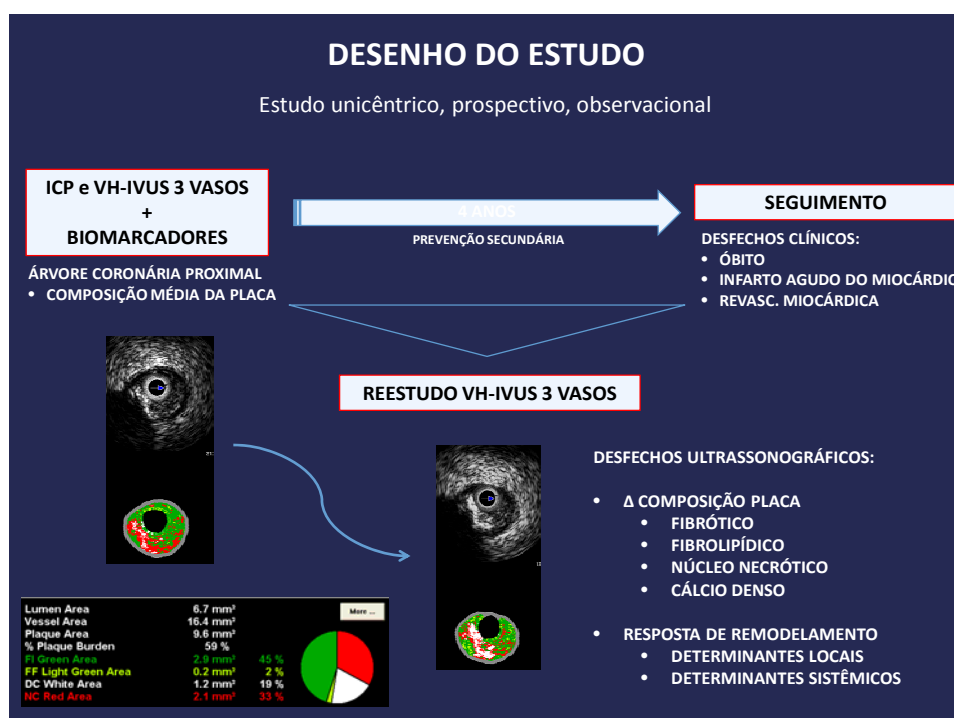 DESENHO DO ESTUDO
Estudo unicêntrico, prospectivo, observacional
ICP e VH-IVUS 3 VASOS
+
BIOMARCADORES
ÁRVORE CORONÁRIA PROXIMAL
• COMPOSIÇÃO MÉDIA DA PLACA
4 ANOS
PREVENÇÃO SECUNDÁRIA
SEGUIMENTO
DESFECHOS CLÍNICOS:
• ÓBITO
• INFARTO AGUDO DO MIOCÁRDIC
• REVASC. MIOCÁRDICA
REESTUDO VH-IVUS 3 VASOS
DESFECHOS ULTRASSONOGRÁFICOS:
• Δ COMPOSIÇÃO PLACA
• FIBRÓTICO
• FIBROLIPÍDICO
• NÚCLEO NECRÓTICO
• CÁLCIO DENSO
• RESPOSTA DE REMODELAMENTO
• DETERMINANTES LOCAIS
• DETERMINANTES SISTÊMICOS
Lumen Area 6.7 mm²
Vessel Area 16.4 mm²
Plaque Area 9.6 mm²
% Plaque Burden 59 %
FI Green Area 2.9 mm² 45 %
FF Light Green Area 0.2 mm² 2 %
DC White Area 1.2 mm² 19 %
NC Red Area 2.1 mm² 33 %
More ...